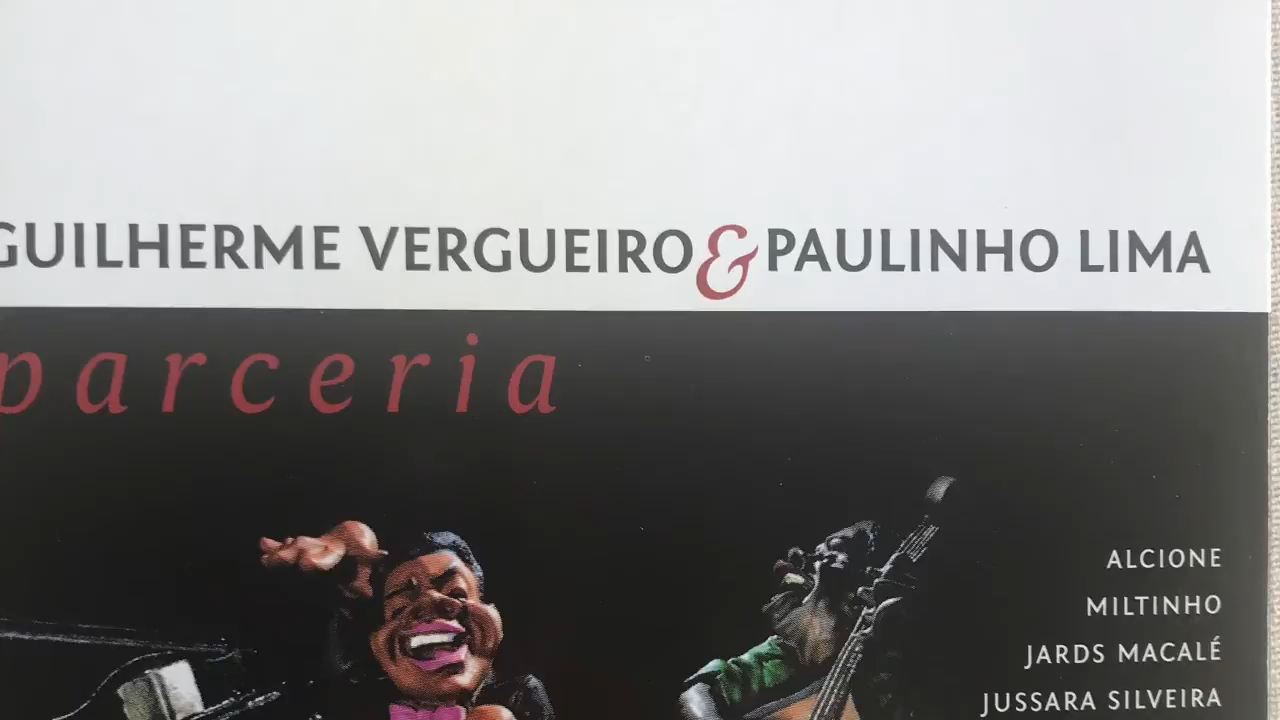 GUILHERME VERGUEIRO & PAULINHO LIMA
parceria
ALCIONE
MILTINHO
JARDS MACALÉ
JUSSARA SILVEIRA